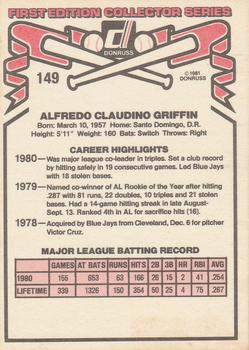 FIRST EDITION COLLECTOR SERIES
DONRUSS
149
© 1981
DONRUSS
ALFREDO CLAUDINO GRIFFIN
Born: March 10, 1957 Home: Santo Domingo, D.R.
Height: 5'11" Weight: 160 Bats: Switch Throws: Right
CAREER HIGHLIGHTS
1980—Was major league co-leader in triples. Set a club record
by hitting safely in 19 consecutive games. Led Blue Jays
with 18 stolen bases.
1979—Named co-winner of AL Rookie of the Year after hitting
.287 with 81 runs, 22 doubles, 10 triples and 21 stolen
bases. Had a 14-game hitting streak in late August-
Sept. 13. Ranked 4th in AL for sacrifice hits (16).
1978—Acquired by Blue Jays from Cleveland, Dec. 6 for pitcher
Victor Cruz.
MAJOR LEAGUE BATTING RECORD
GAMES AT BATS RUNS HITS 2B 3B HR RBI AVG
1980 155 653 63 166 26 15 2 41 .254
LIFETIME 339 1326 150 354 50 25 4 75 .267